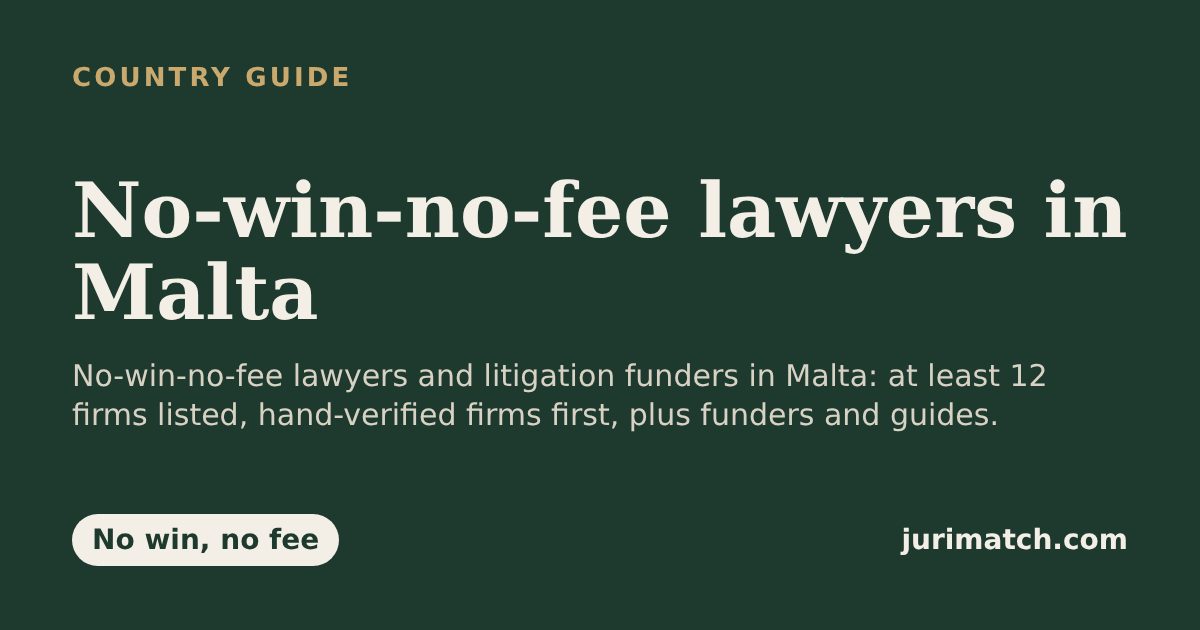 COUNTRY GUIDE
No-win-no-fee lawyers in
Malta
No-win-no-fee lawyers and litigation funders in Malta: at least 12
firms listed, hand-verified firms first, plus funders and guides.
No win, no fee
jurimatch.com